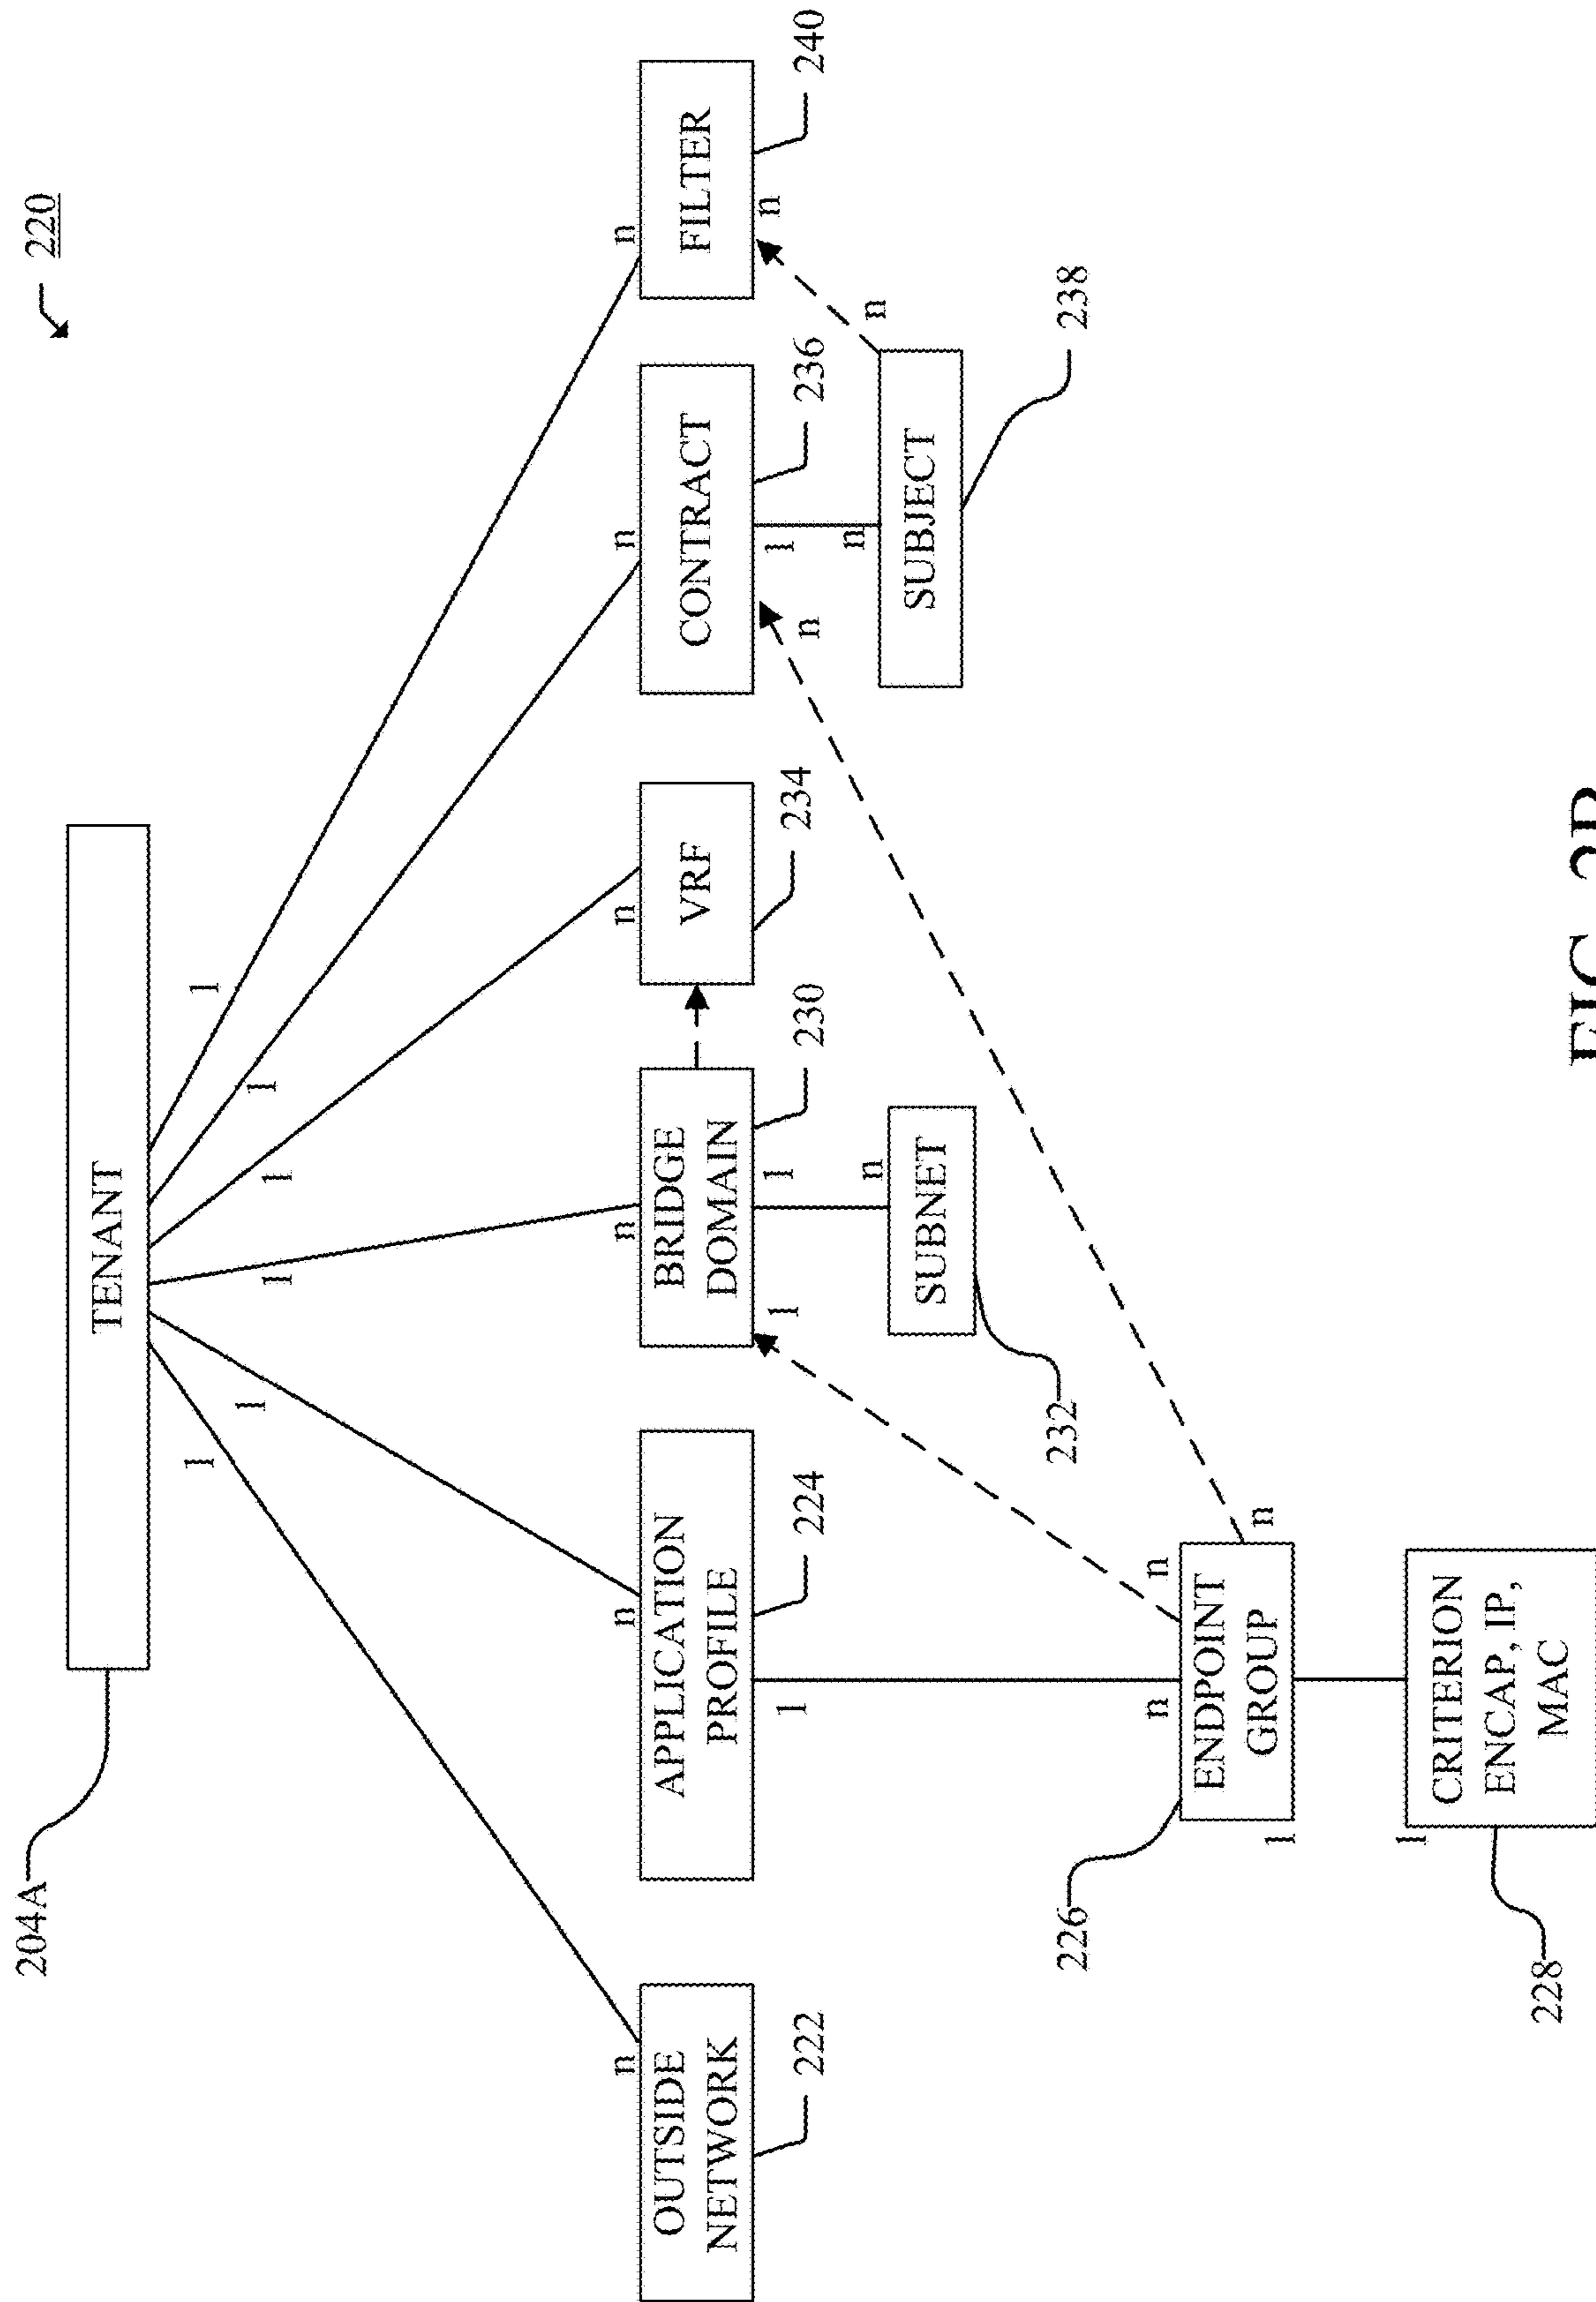 220
204A
TENANT
1
1
1
1
1
1
n
n
n
n
n
n
OUTSIDE
NETWORK
222
APPLICATION
PROFILE
224
BRIDGE
DOMAIN
230
VRF
234
CONTRACT
236
FILTER
240
1
1
1
1
n
n
n
n
SUBNET
232
SUBJECT
238
n
n
n
n
226
ENDPOINT
GROUP
1
1
CRITERION
ENCAP, IP,
MAC
228